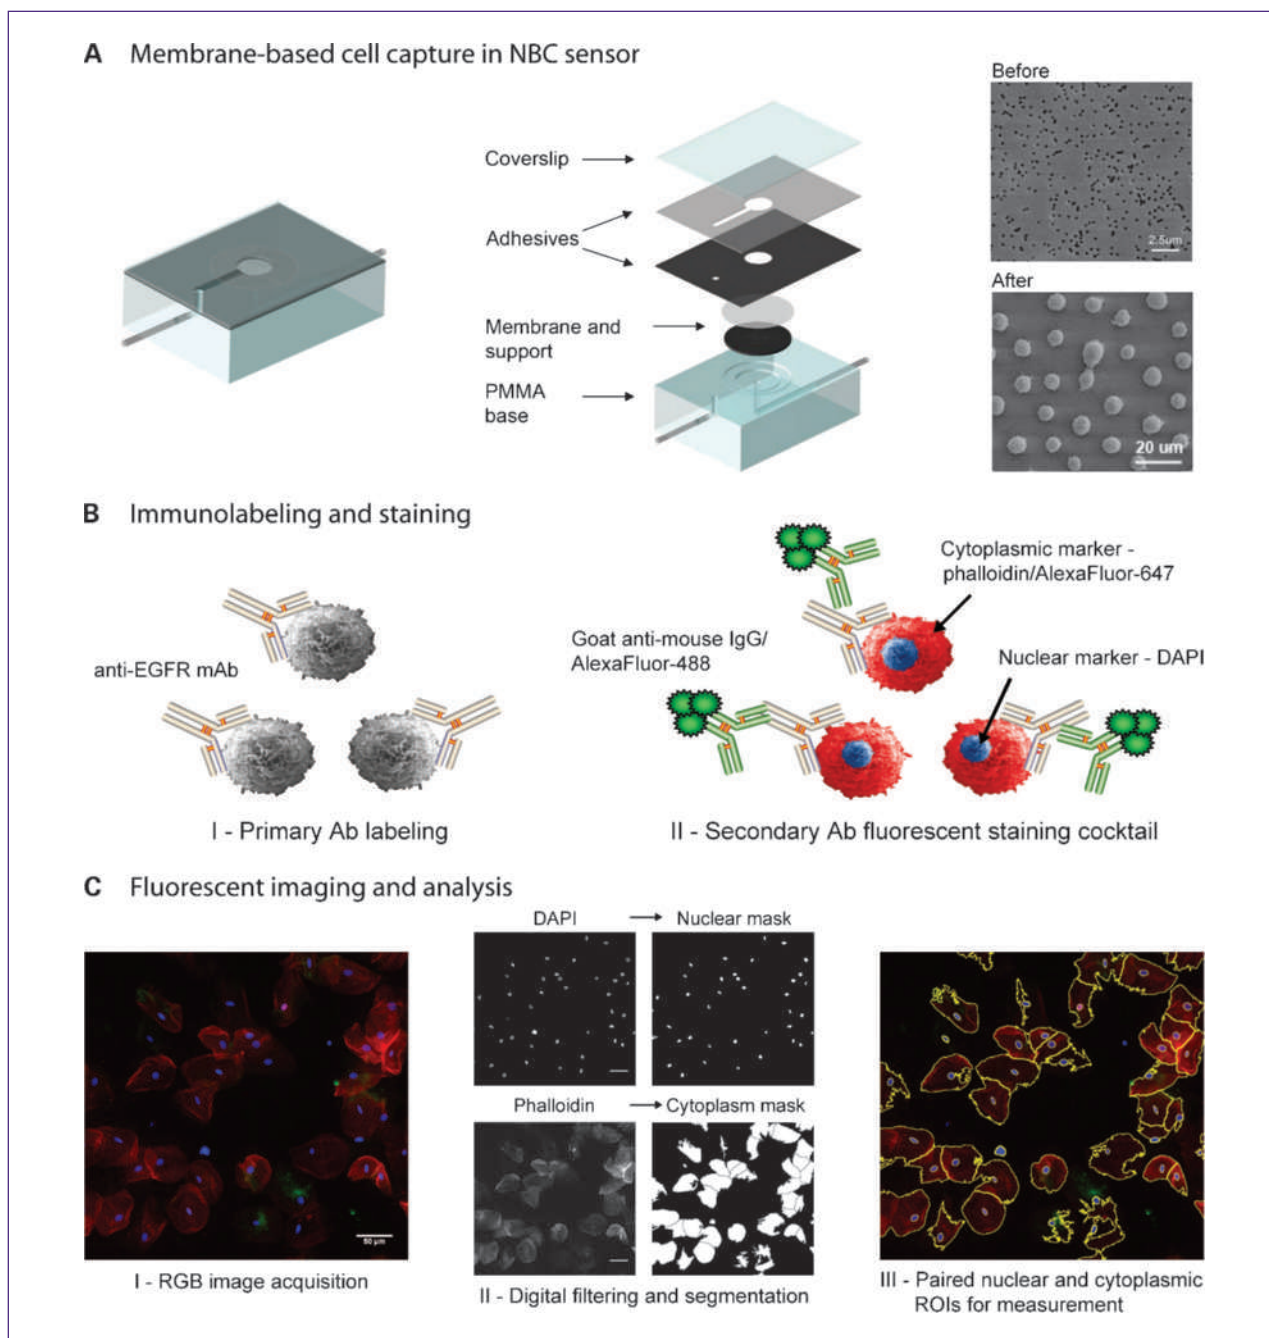 A Membrane-based cell capture in NBC sensor
Coverslip
Adhesives
Membrane and
support
PMMA
base
Before
2.5um
After
20 um
B Immunolabeling and staining
anti-EGFR mAb
I - Primary Ab labeling
Cytoplasmic marker -
phalloidin/AlexaFluor-647
Goat anti-mouse IgG/
AlexaFluor-488
Nuclear marker - DAPI
II - Secondary Ab fluorescent staining cocktail
C Fluorescent imaging and analysis
DAPI
Nuclear mask
Phalloidin
Cytoplasm mask
50 µm
I - RGB image acquisition
II - Digital filtering and segmentation
III - Paired nuclear and cytoplasmic
ROIs for measurement